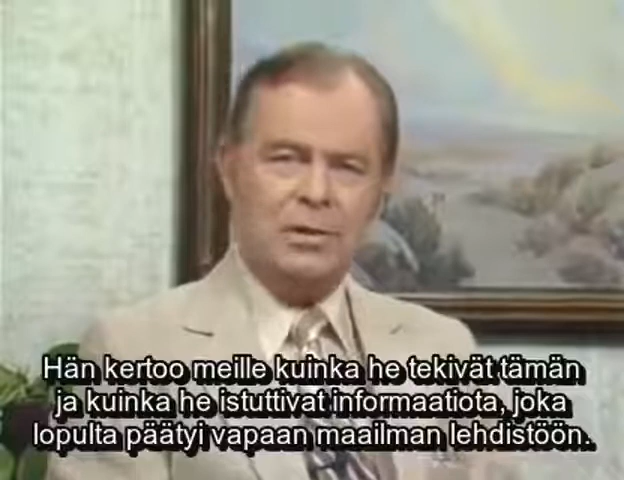 Hän kertoo meille kuinka he tekivät tämän
ja kuinka he istuttivat informaatiota, joka
lopulta päätyi vapaan maailman lehdistöön.